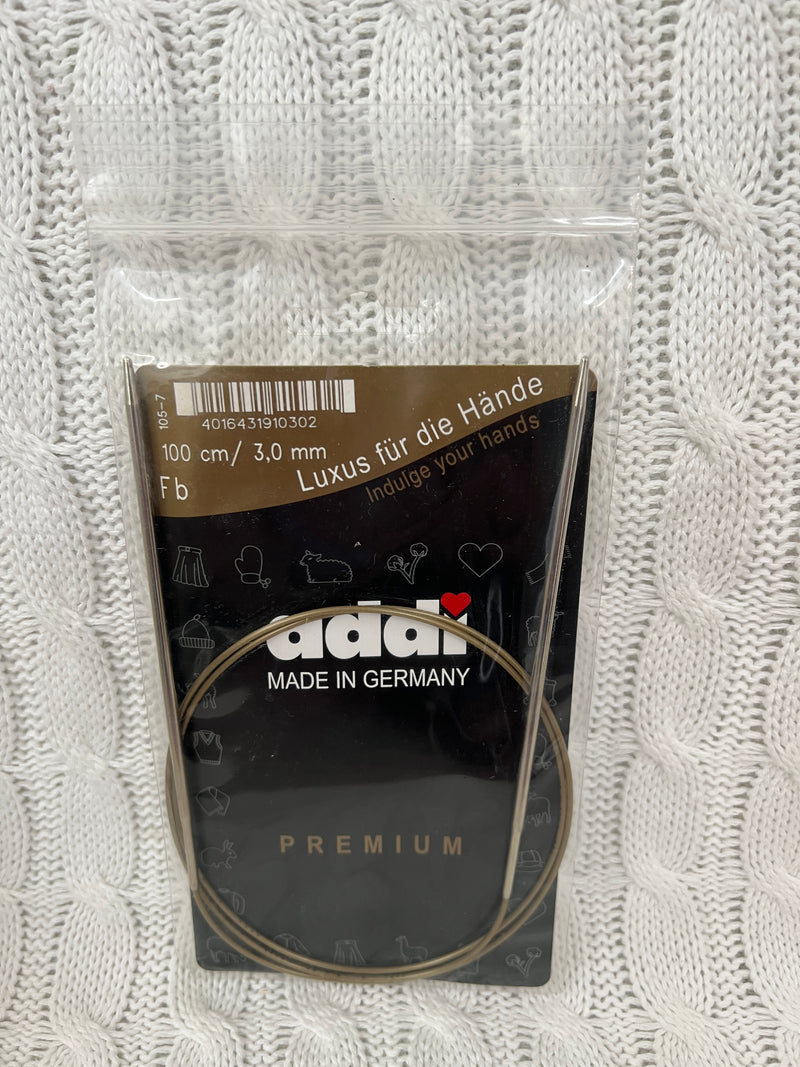 105-7
4016431910302
100 cm/ 3,0 mm
Fb
Luxus für die Hände
Indulge your hands
addi
MADE IN GERMANY
PREMIUM